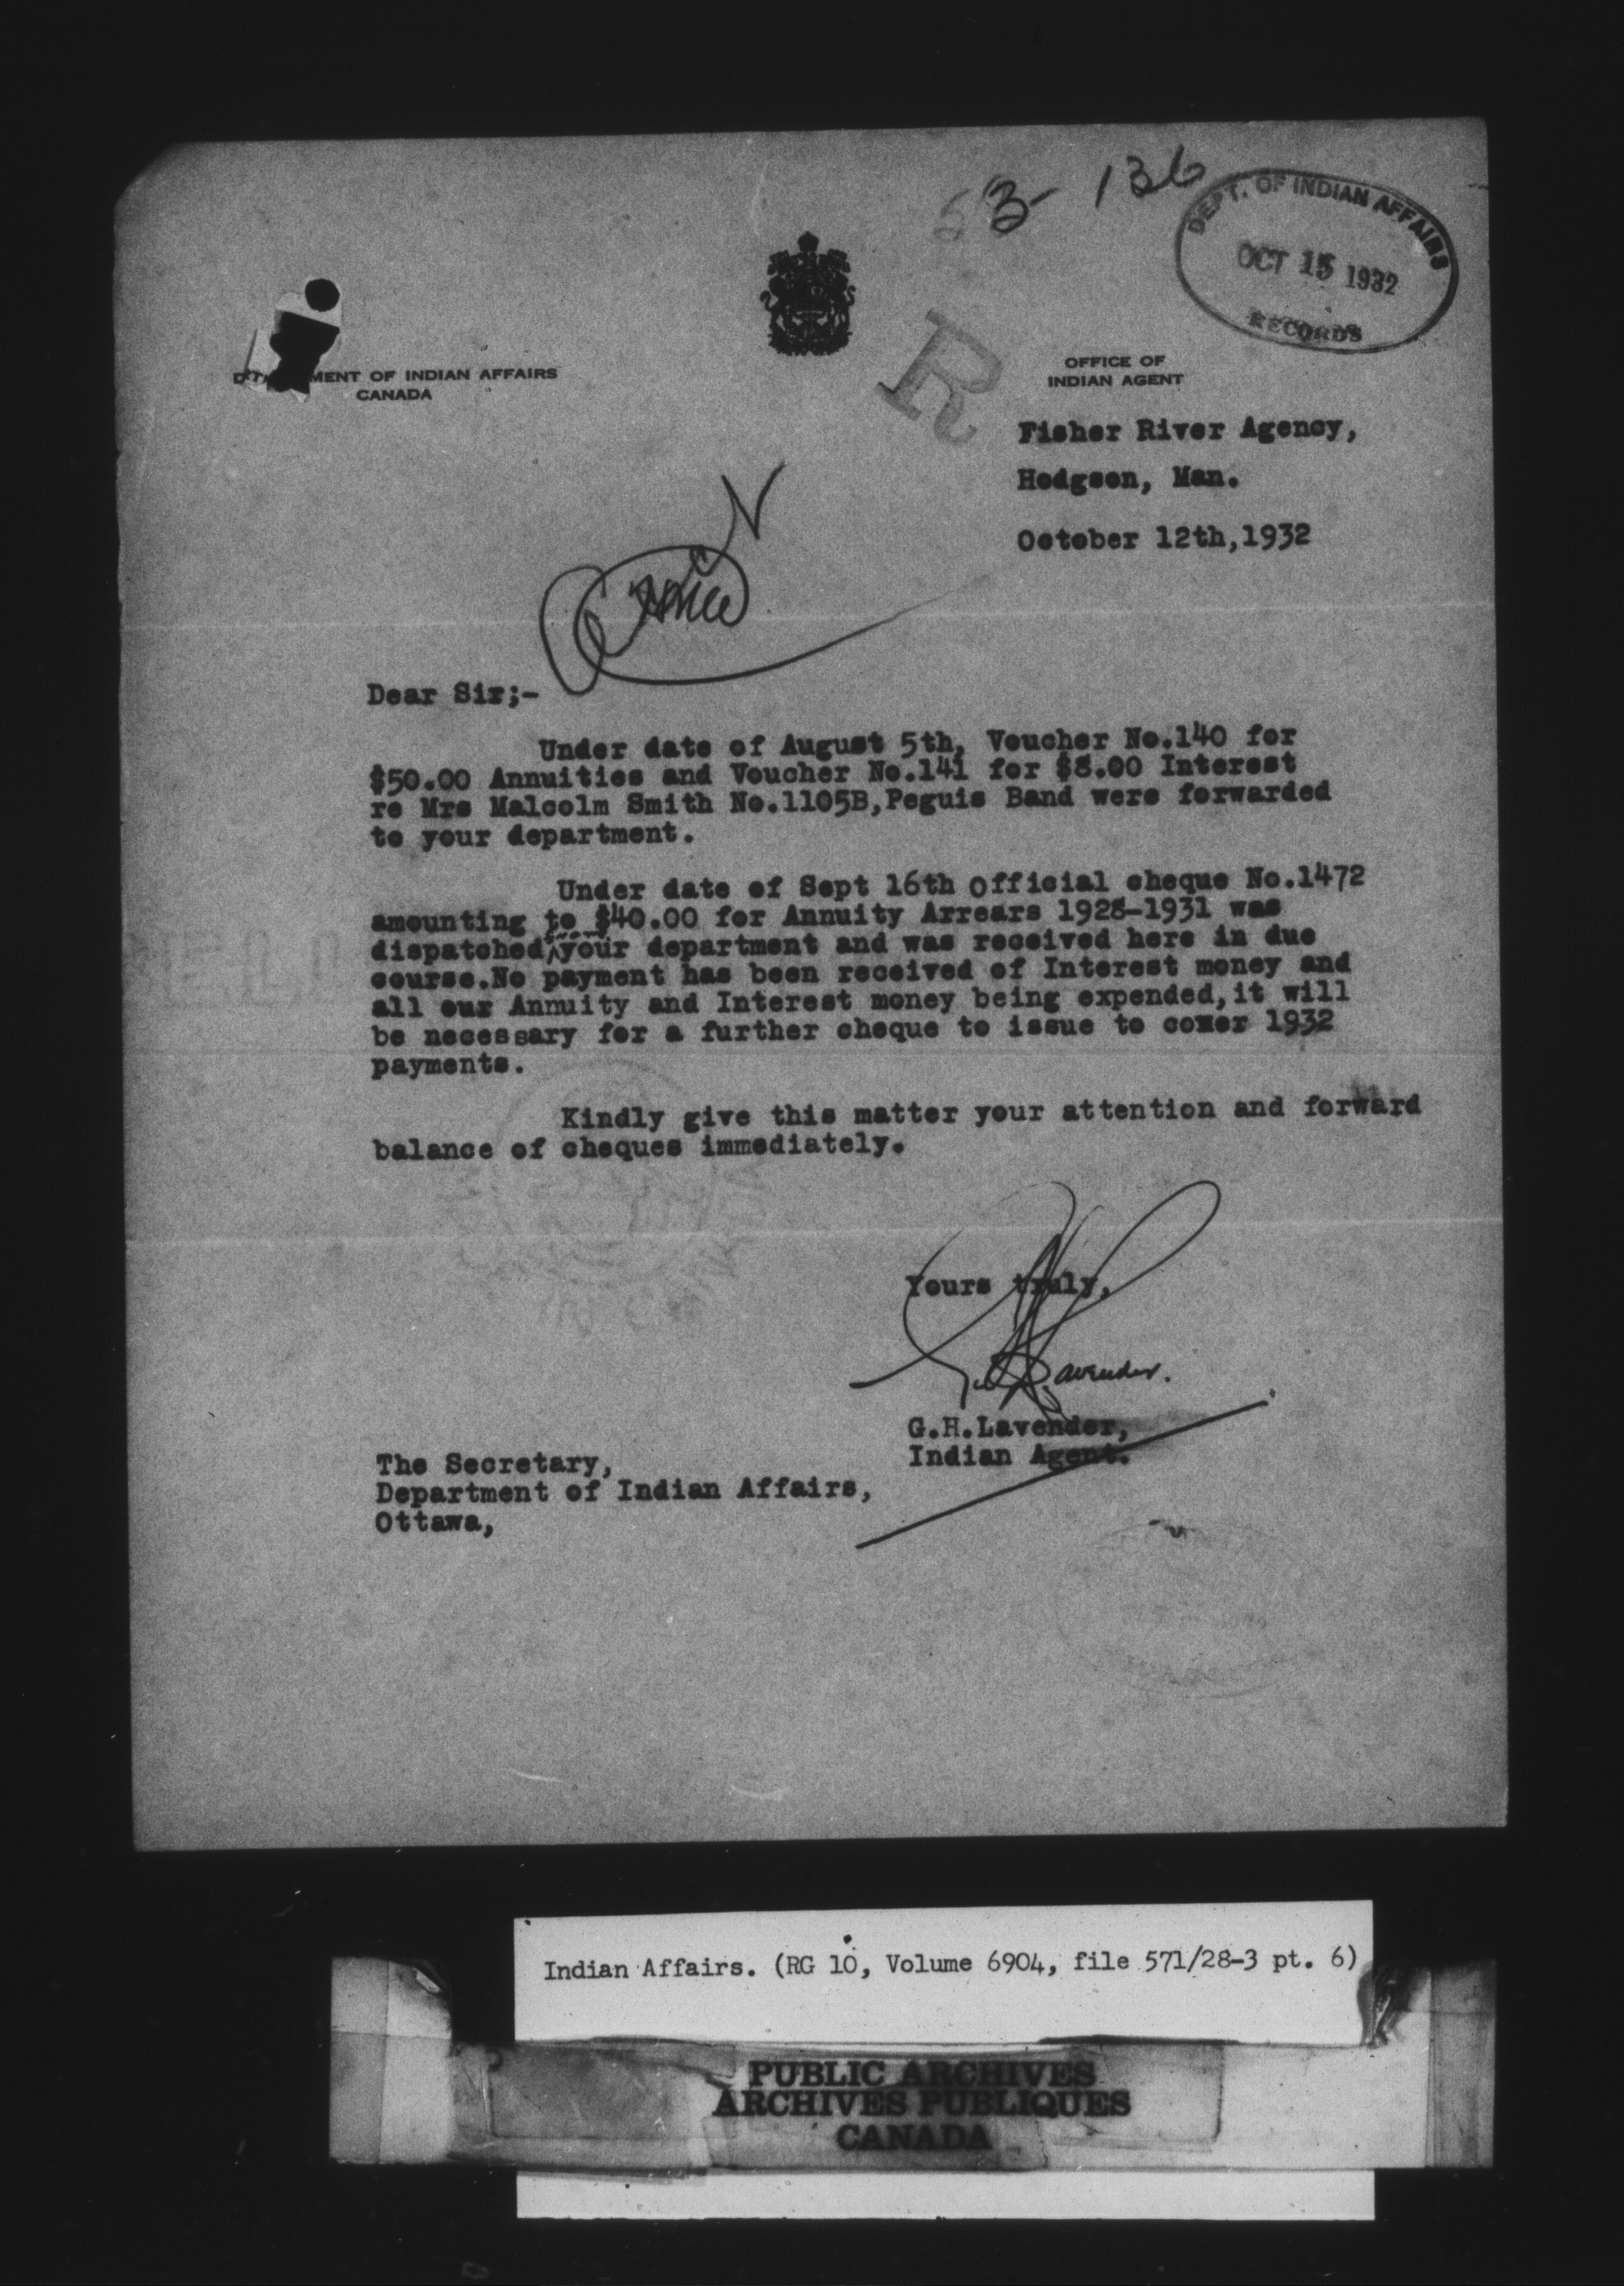 3-136
DEPT. OF INDIAN AFFAIRS
OCT 15 1932
RECORDS
R
MENT OF INDIAN AFFAIRS
CANADA
OFFICE OF
INDIAN AGENT
Fisher River Agency,
Hodgson, Man.
October 12th,1932
Dear Sir;-
Under date of August 5th, Voucher No.140 for
$50.00 Annuities and Voucher No.141 for $8.00 Interest
re Mrs Malcolm Smith No.1105B,Peguis Band were forwarded
to your department.
Under date of Sept 16th Official cheque No.1472
amounting to $40.00 for Annuity Arrears 1928-1931 was
dispatched your department and was received here in due
course.No payment has been received of Interest money and
all our Annuity and Interest money being expended,it will
be necessary for a further cheque to issue to cover 1932
payments.
Kindly give this matter your attention and forward
balance of cheques immediately.
Yours truly,
G.H.Lavender.
G.H.Lavender,
Indian Agent.
The Secretary,
Department of Indian Affairs,
Ottawa,
Indian Affairs. (RG 10, Volume 6904, file 571/28-3 pt. 6)
PUBLIC ARCHIVES
ARCHIVES PUBLIQUES
CANADA